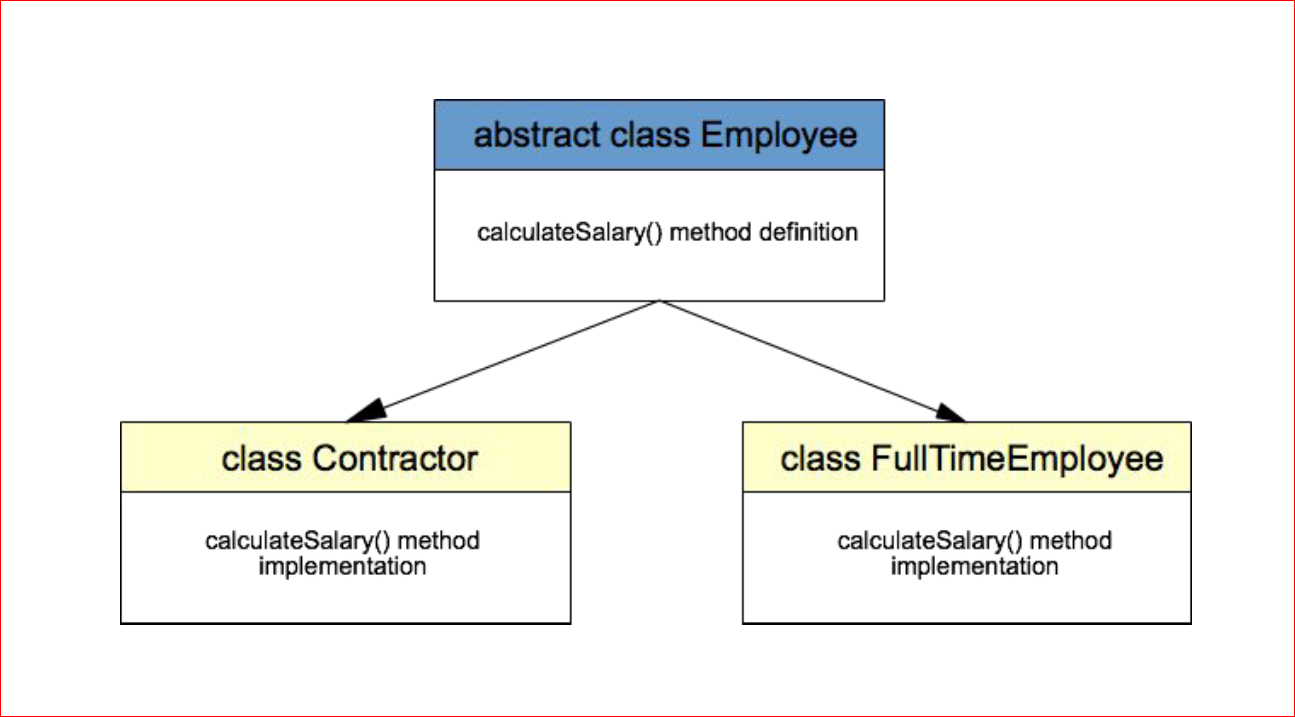 abstract class Employee
calculateSalary() method definition
class Contractor
calculateSalary() method
implementation
class FullTimeEmployee
calculateSalary() method
implementation